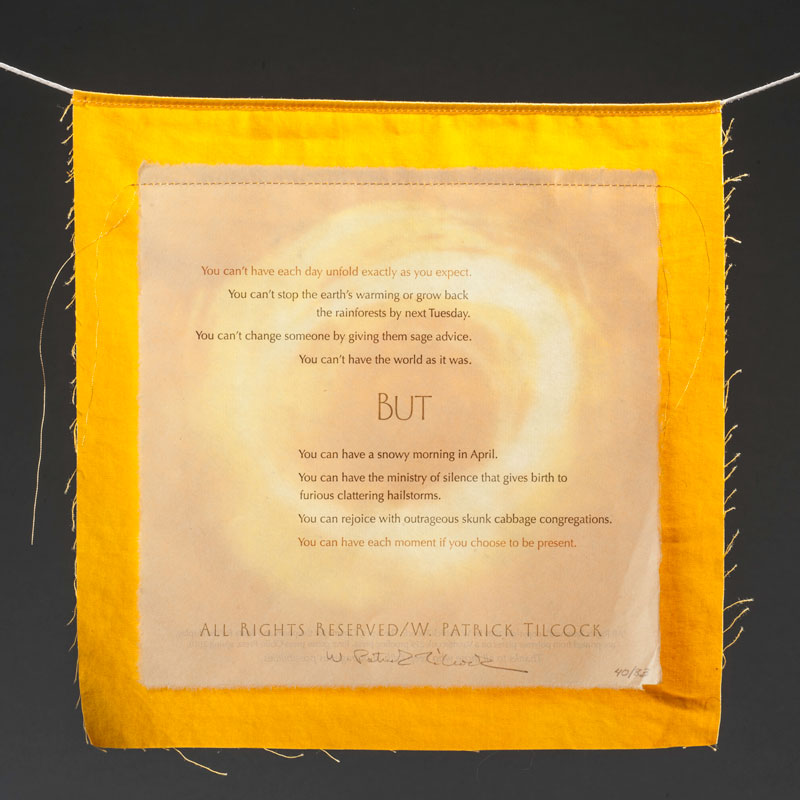 You can't have each day unfold exactly as you expect.
You can't stop the earth's warming or grow back
the rainforests by next Tuesday.
You can't change someone by giving them sage advice.
You can't have the world as it was.
BUT
You can have a snowy morning in April.
You can have the ministry of silence that gives birth to
furious clattering hailstorms.
You can rejoice with outrageous skunk cabbage congregations.
You can have each moment if you choose to be present.
ALL RIGHTS RESERVED/W. PATRICK TILCOCK
W. Patrick Tilcock